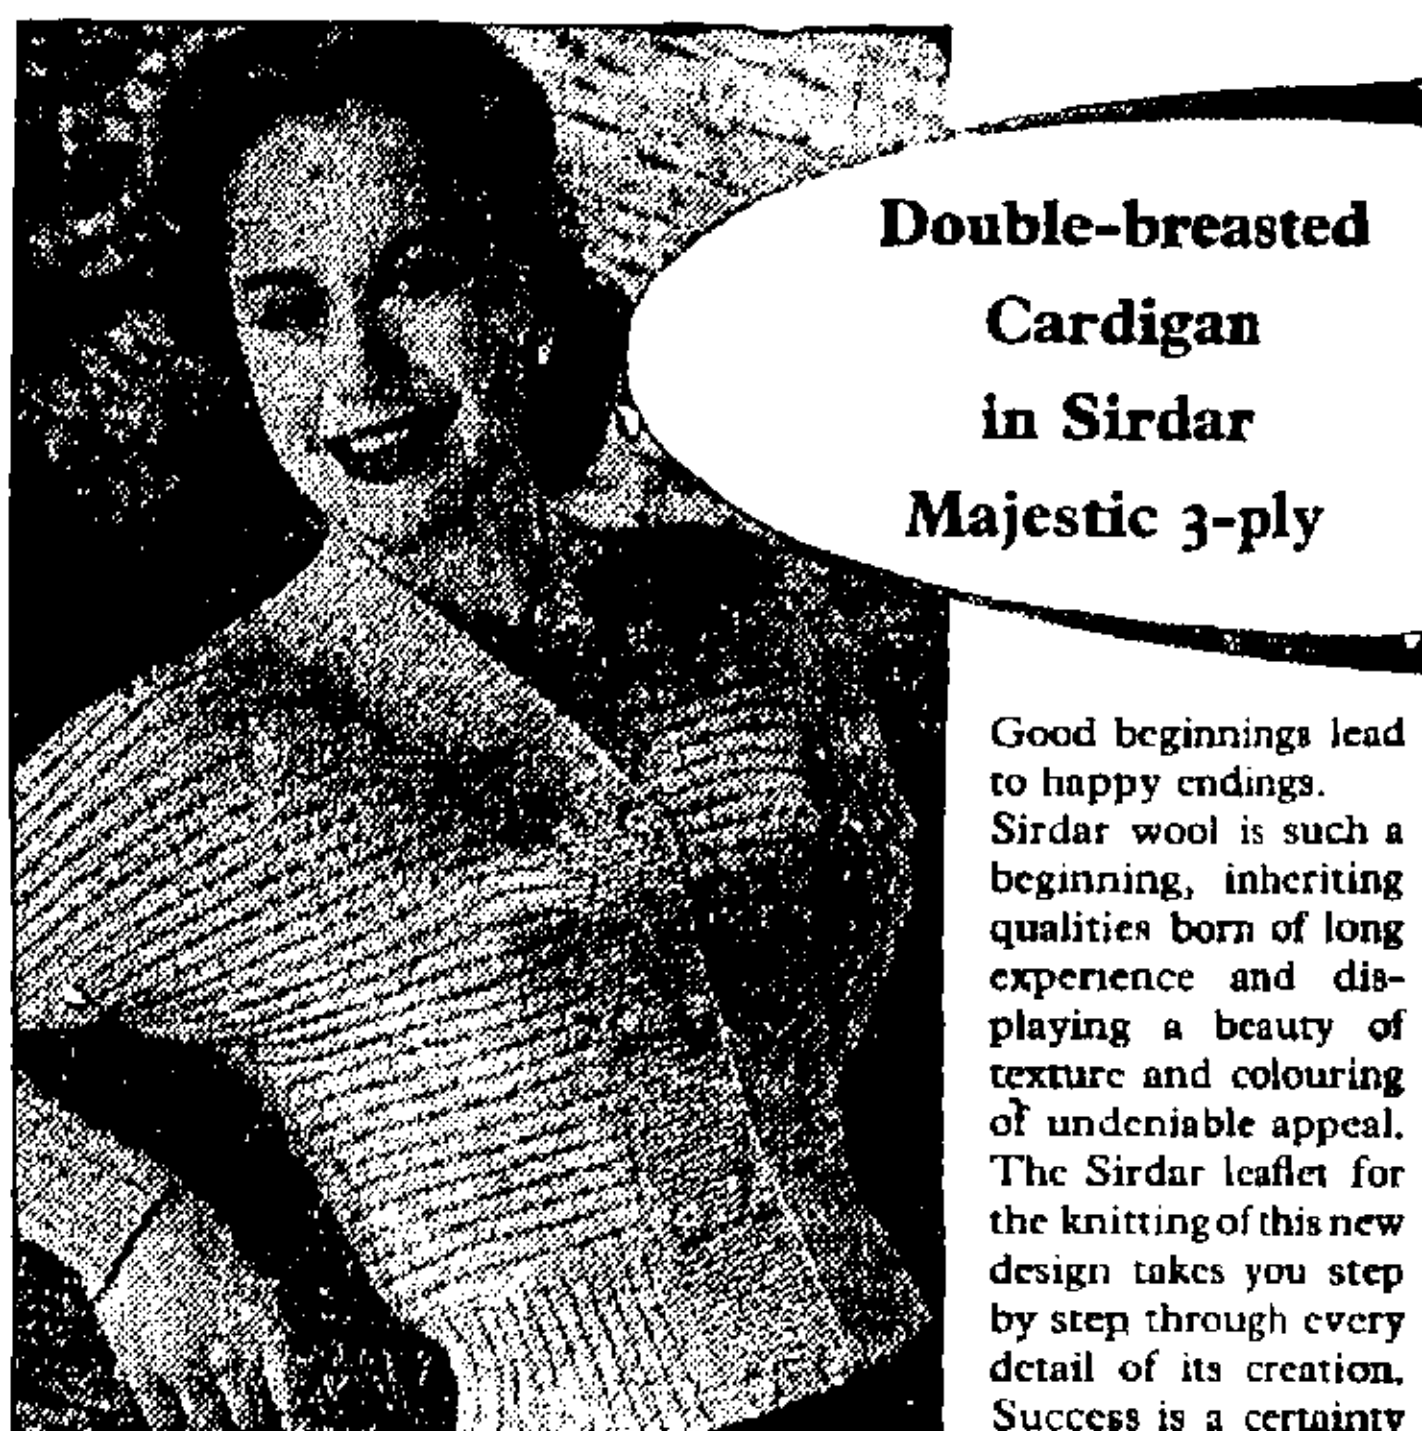 Double-breasted
Cardigan
in Sirdar
Majestic 3-ply
Good beginnings lead
to happy endings.
Sirdar wool is such a
beginning, inheriting
qualities born of long
experience and dis-
playing a beauty of
texture and colouring
of undeniable appeal.
The Sirdar leaflet for
the knitting of this new
design takes you step
by step through every
detail of its creation.
Success is a certainty